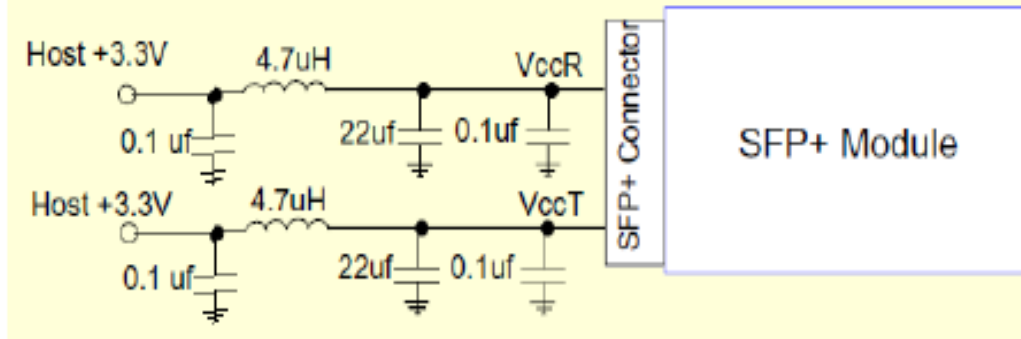 Host +3.3V
4.7uH
VccR
0.1 uf
22uf
0.1uf
Host +3.3V
4.7uH
VccT
0.1 uf
22uf
0.1uf
SFP+ Connector
SFP+ Module